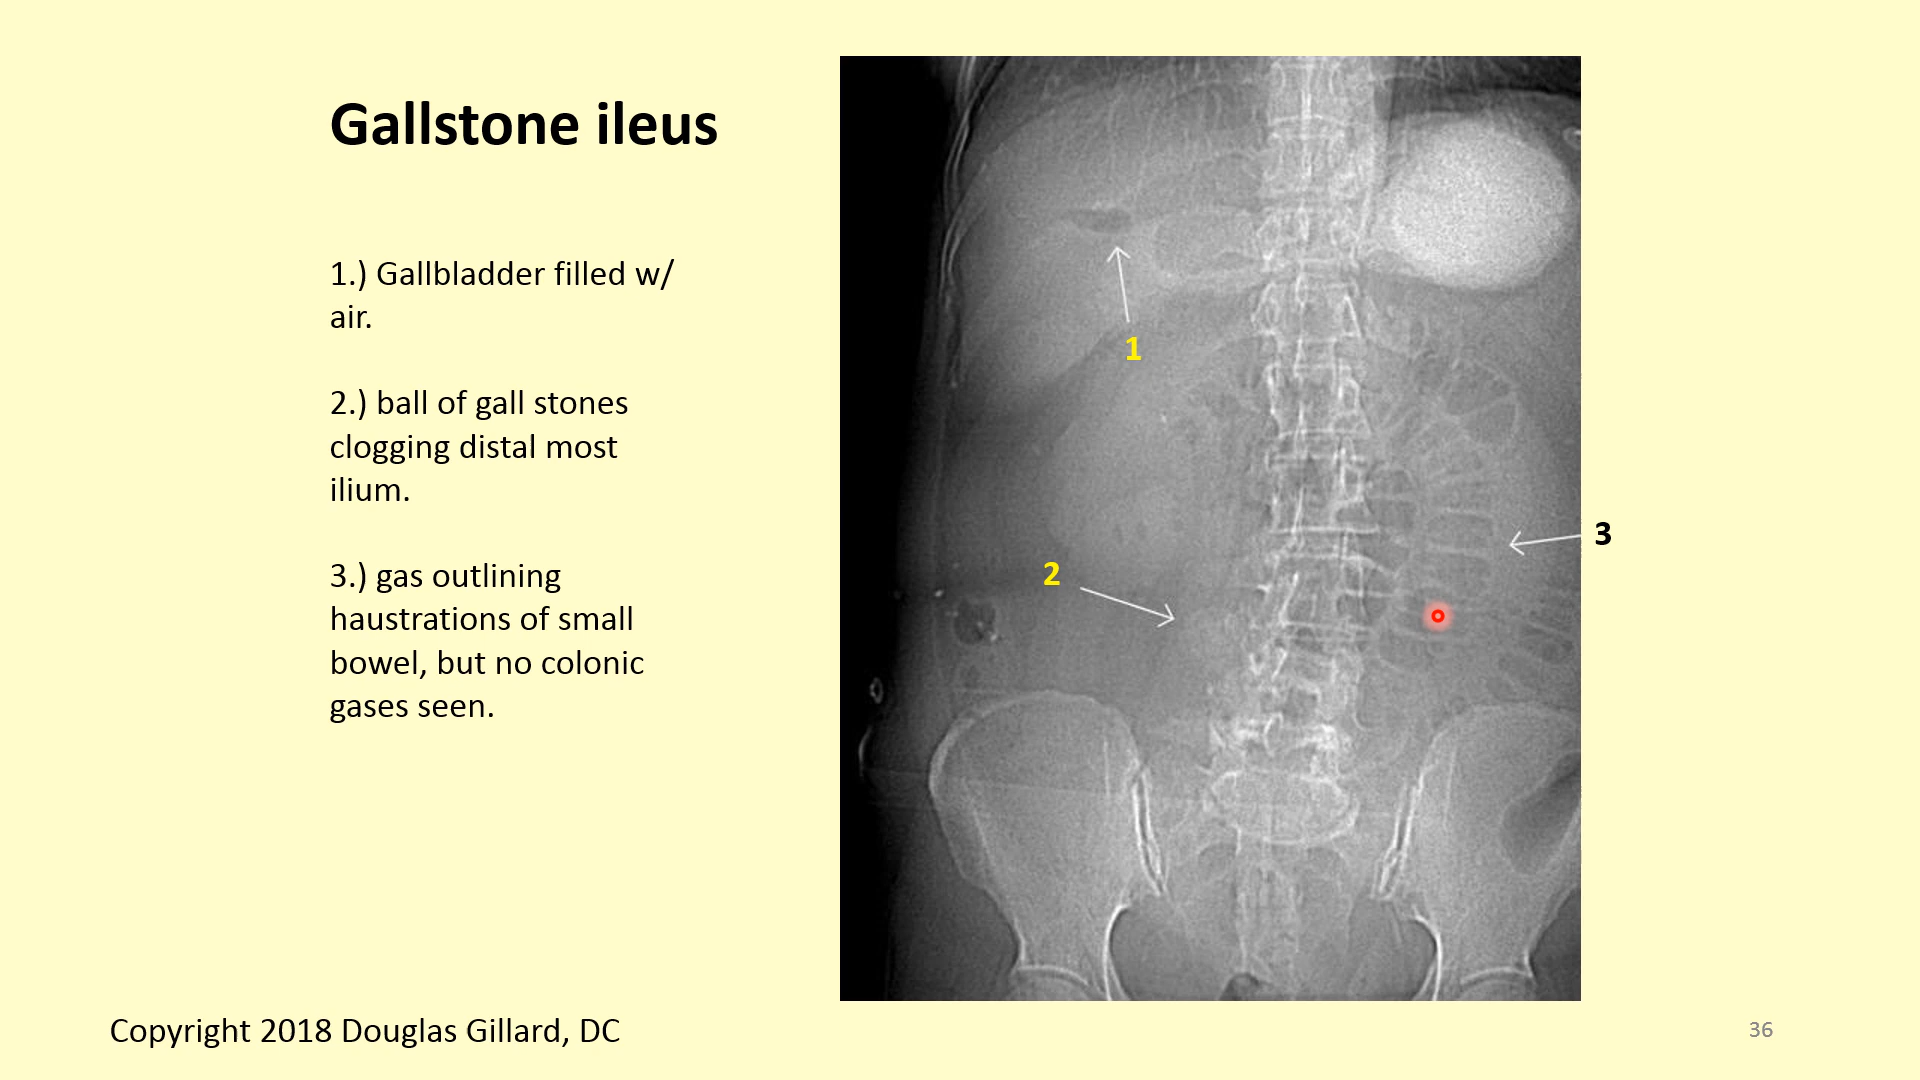 Gallstone ileus
1.) Gallbladder filled w/
air.
2.) ball of gall stones
clogging distal most
ilium.
3.) gas outlining
haustrations of small
bowel, but no colonic
gases seen.
1
2
3
Copyright 2018 Douglas Gillard, DC
36